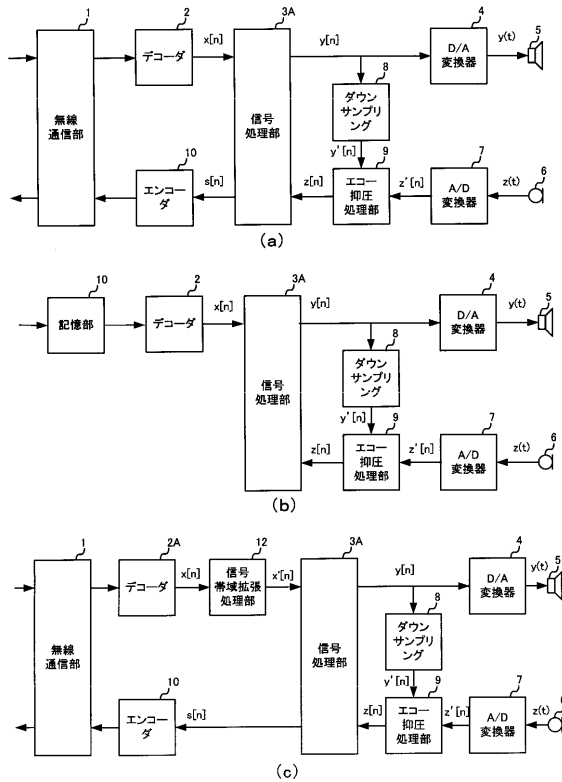 1
2
3A
4
5
x[n]
y[n]
y(t)
デコーダ
D/A
変換器
8
ダウン
サンプリ
ング
無線
通信部
信号
処理部
10
y'[n]
9
7
6
エンコー
ダ
s[n]
z[n]
エコー
抑圧
処理部
z'[n]
A/D
変換器
z(t)
(a)
10
2
3A
4
5
x[n]
y[n]
y(t)
記憶部
デコーダ
D/A
変換器
8
ダウン
サンプリ
ング
信号
処理部
y'[n]
9
7
6
z[n]
エコー
抑圧
処理部
z'[n]
A/D
変換器
z(t)
(b)
1
2A
12
3A
4
5
x[n]
x'[n]
y[n]
y(t)
デコーダ
信号
帯域拡張
処理部
D/A
変換器
8
ダウン
サンプリ
ング
無線
通信部
信号
処理部
10
y'[n]
9
7
6
エンコー
ダ
s[n]
z[n]
エコー
抑圧
処理部
z'[n]
A/D
変換器
z(t)
(c)